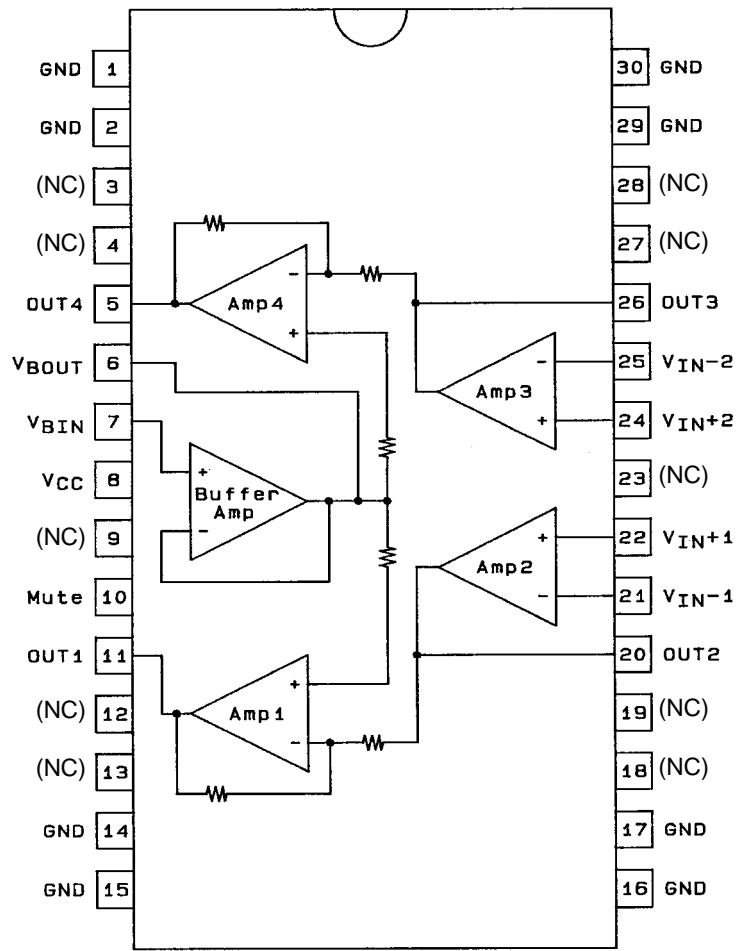 GND 1
GND 2
(NC) 3
(NC) 4
OUT4 5
VBOUT 6
VBIN 7
VCC 8
(NC) 9
Mute 10
OUT1 11
(NC) 12
(NC) 13
GND 14
GND 15
- Amp4 +
+ Buffer
Amp -
+ Amp1 -
- Amp3 +
+ Amp2 -
30 GND
29 GND
28 (NC)
27 (NC)
26 OUT3
25 VIN-2
24 VIN+2
23 (NC)
22 VIN+1
21 VIN-1
20 OUT2
19 (NC)
18 (NC)
17 GND
16 GND